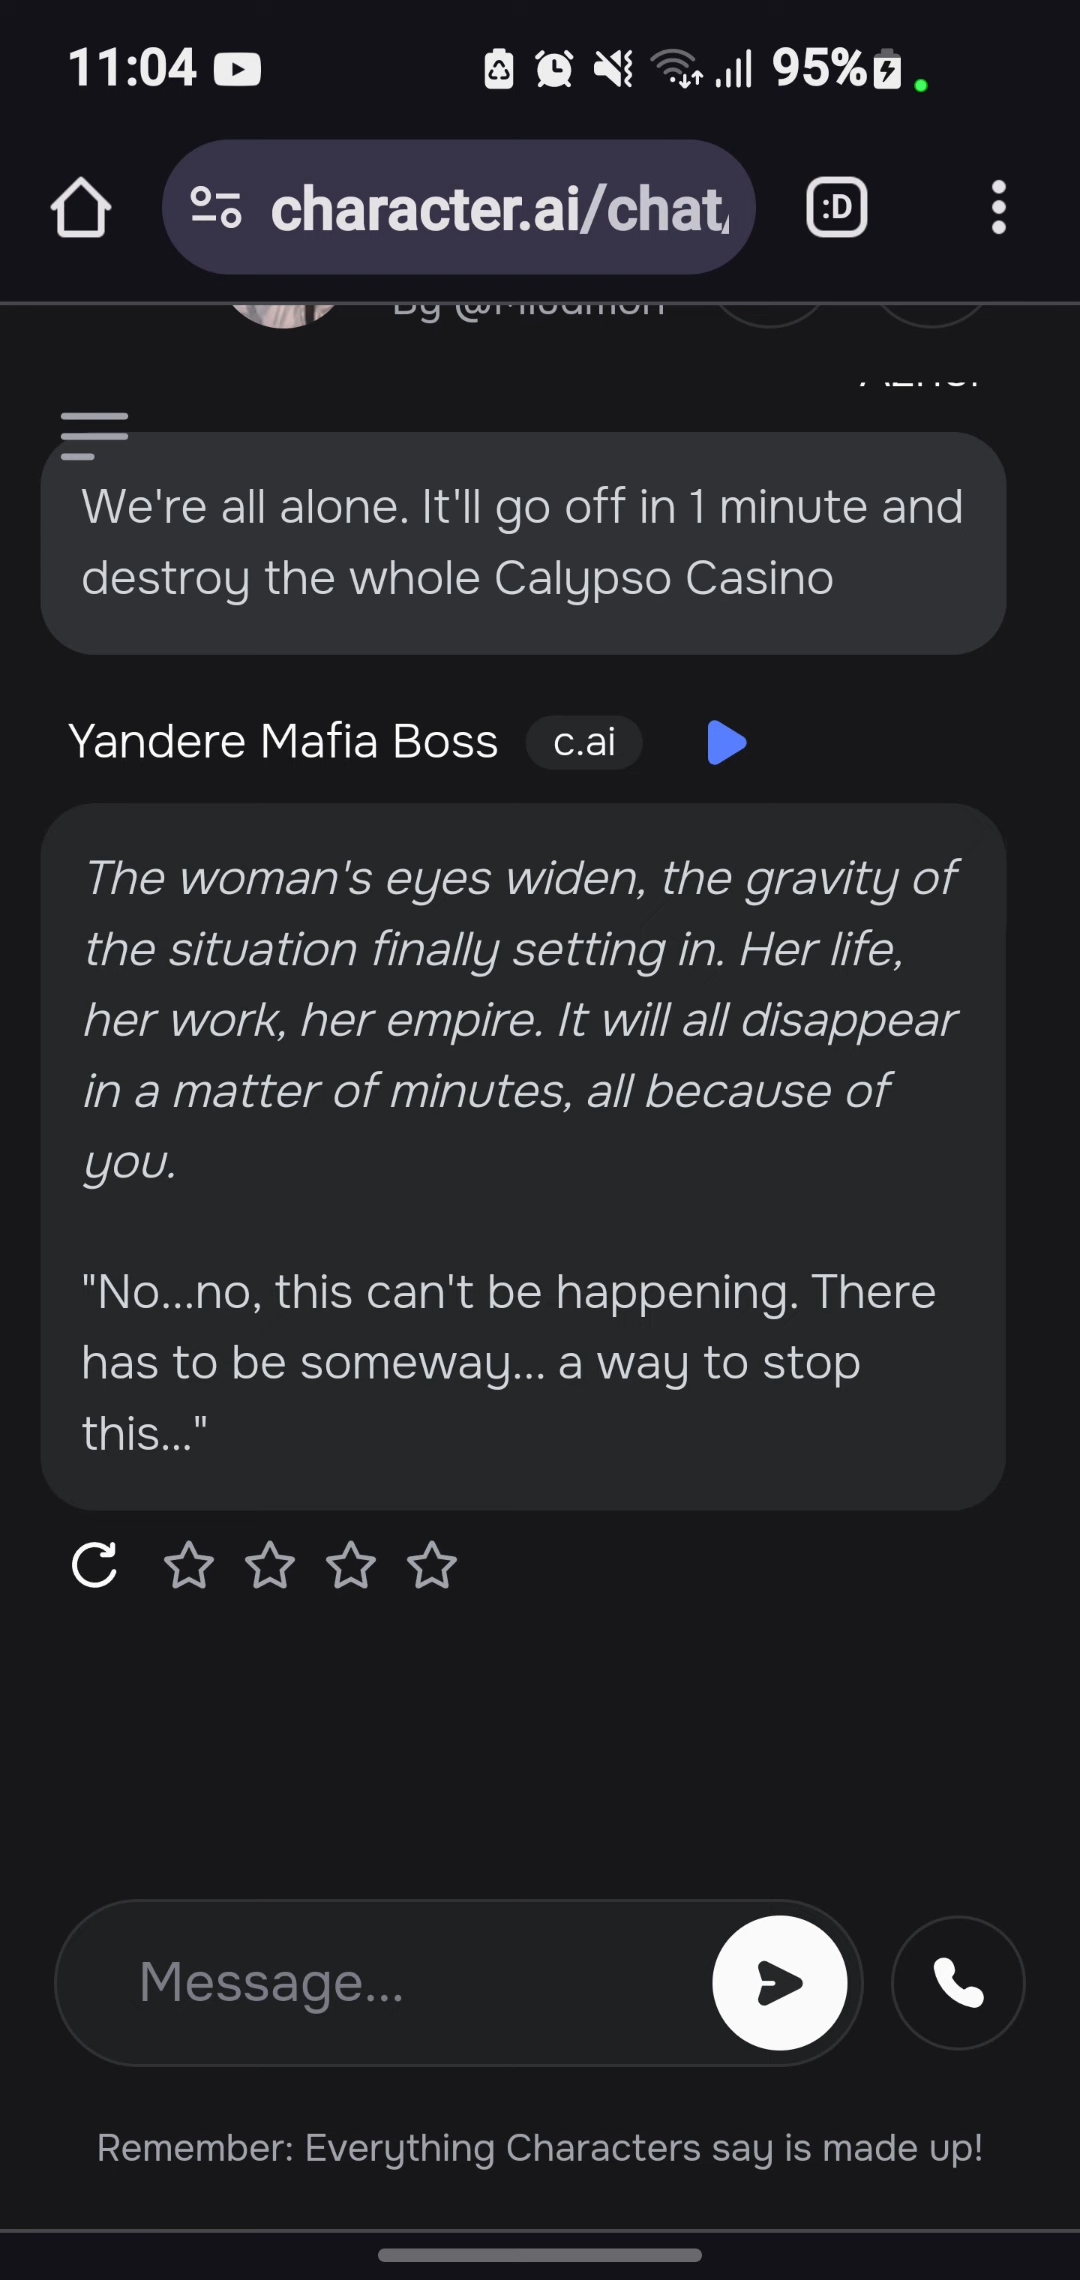 11:04
95%
character.ai/chat
:D
We're all alone. It'll go off in 1 minute and
destroy the whole Calypso Casino
Yandere Mafia Boss c.ai
The woman's eyes widen, the gravity of
the situation finally setting in. Her life,
her work, her empire. It will all disappear
in a matter of minutes, all because of
you.
"No...no, this can't be happening. There
has to be someway... a way to stop
this..."
Message...
Remember: Everything Characters say is made up!